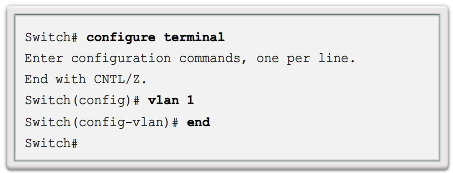 Switch# configure terminal
Enter configuration commands, one per line.
End with CNTL/Z.
Switch(config)# vlan 1
Switch(config-vlan)# end
Switch#